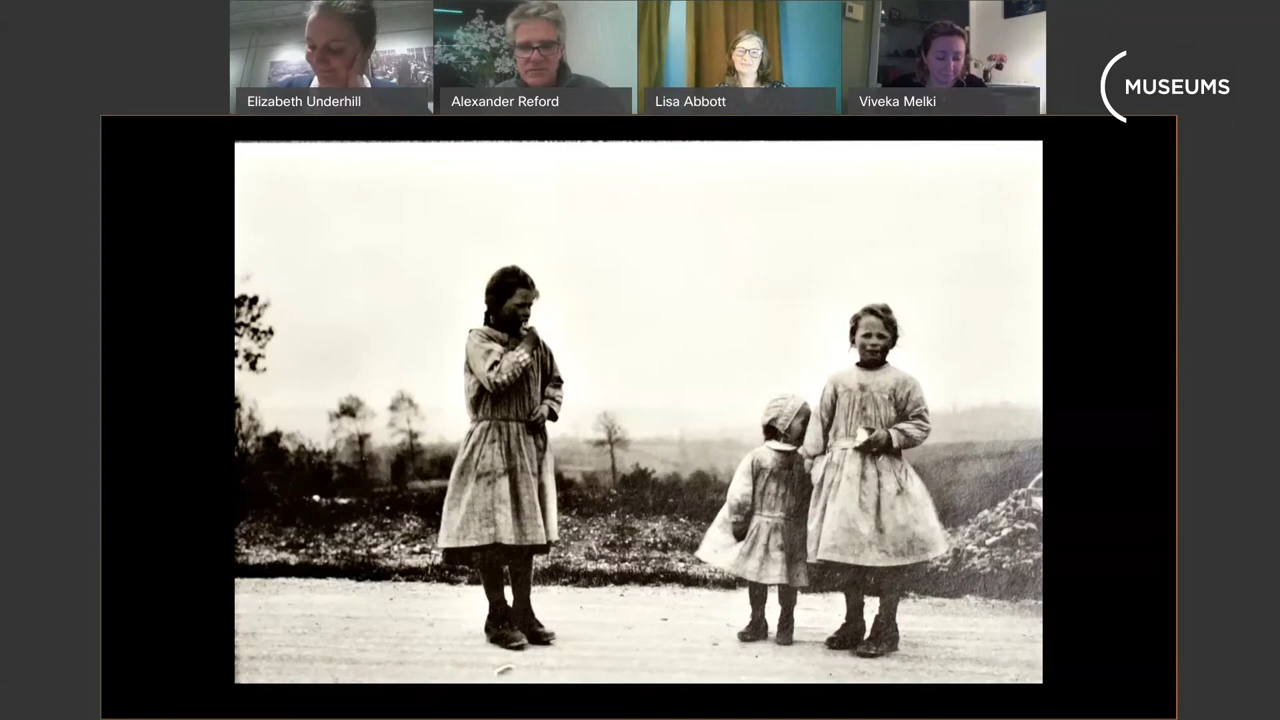 Elizabeth Underhill
Alexander Reford
Lisa Abbott
Viveka Melki
MUSEUMS